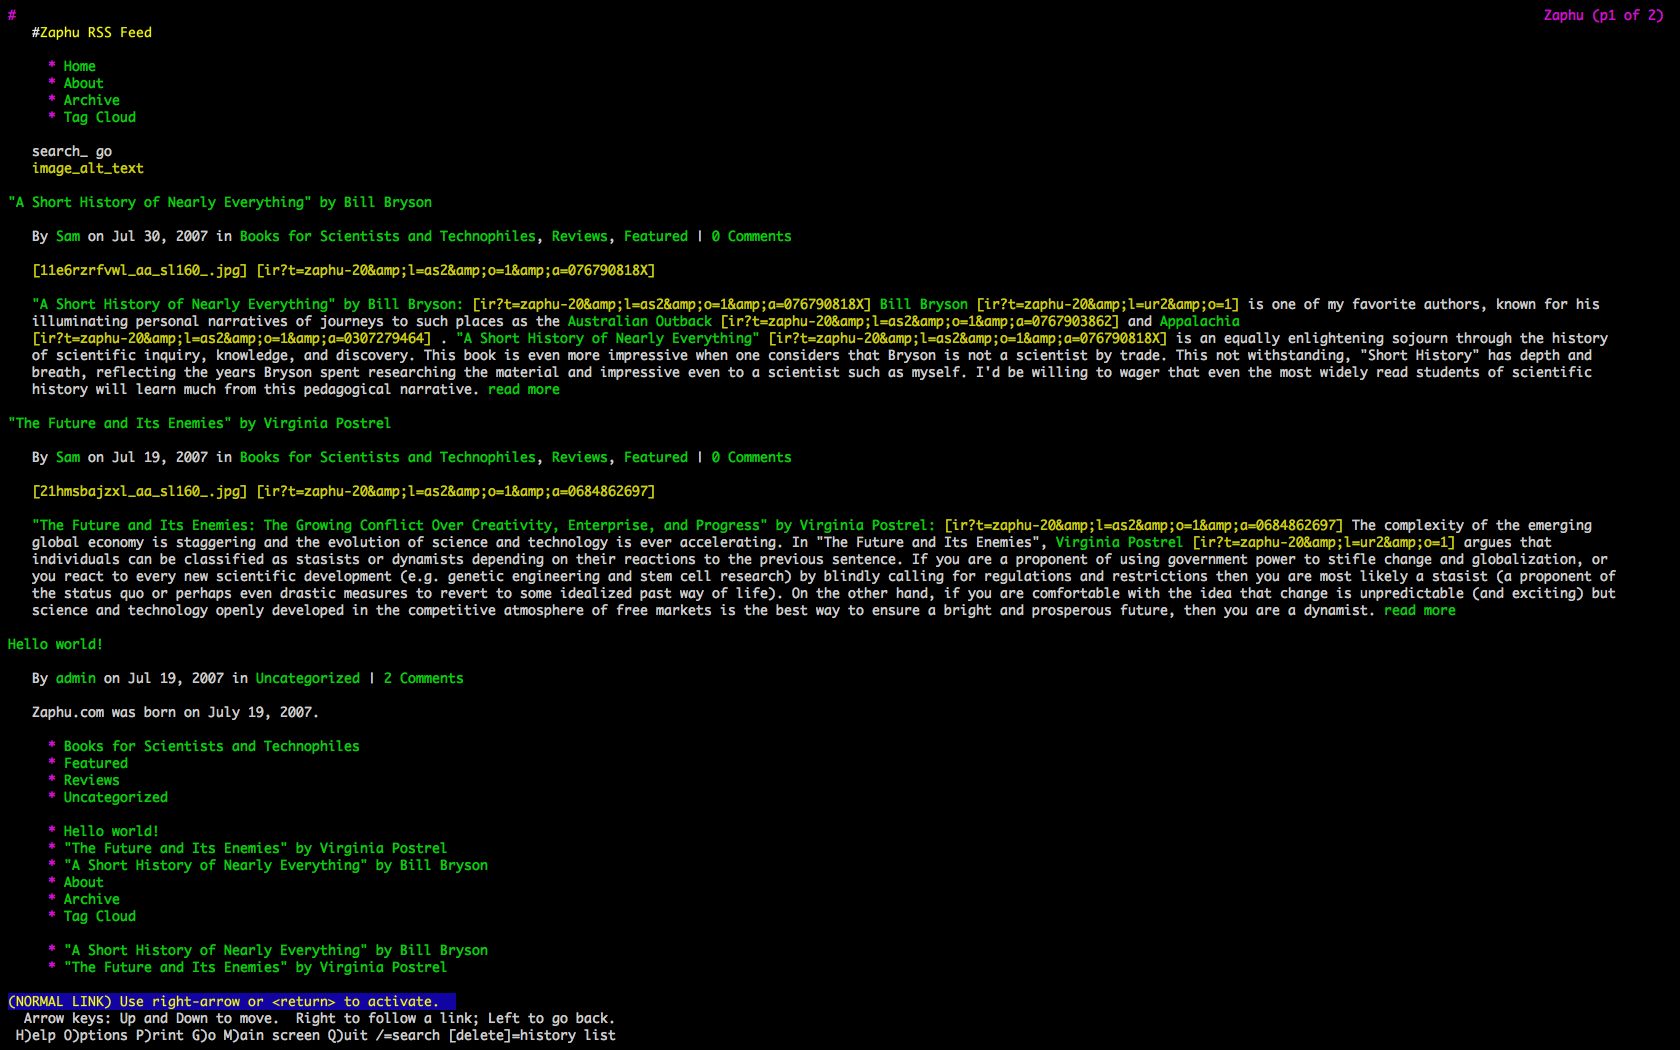 #
Zaphu (p1 of 2)
#Zaphu RSS Feed
* Home
* About
* Archive
* Tag Cloud
search_ go
image_alt_text
"A Short History of Nearly Everything" by Bill Bryson
By Sam on Jul 30, 2007 in Books for Scientists and Technophiles, Reviews, Featured | 0 Comments
[11e6rzrfvwl_aa_sl160_.jpg] [ir?t=zaphu-20&amp;l=as2&amp;o=1&amp;a=076790818X]
"A Short History of Nearly Everything" by Bill Bryson: [ir?t=zaphu-20&amp;l=as2&amp;o=1&amp;a=076790818X] Bill Bryson [ir?t=zaphu-20&amp;l=ur2&amp;o=1] is one of my favorite authors, known for his
illuminating personal narratives of journeys to such places as the Australian Outback [ir?t=zaphu-20&amp;l=as2&amp;o=1&amp;a=0767903862] and Appalachia
[ir?t=zaphu-20&amp;l=as2&amp;o=1&amp;a=0307279464] . "A Short History of Nearly Everything" [ir?t=zaphu-20&amp;l=as2&amp;o=1&amp;a=076790818X] is an equally enlightening sojourn through the history
of scientific inquiry, knowledge, and discovery. This book is even more impressive when one considers that Bryson is not a scientist by trade. This not withstanding, "Short History" has depth and
breath, reflecting the years Bryson spent researching the material and impressive even to a scientist such as myself. I'd be willing to wager that even the most widely read students of scientific
history will learn much from this pedagogical narrative. read more
"The Future and Its Enemies" by Virginia Postrel
By Sam on Jul 19, 2007 in Books for Scientists and Technophiles, Reviews, Featured | 0 Comments
[21hmsbajzxl_aa_sl160_.jpg] [ir?t=zaphu-20&amp;l=as2&amp;o=1&amp;a=0684862697]
"The Future and Its Enemies: The Growing Conflict Over Creativity, Enterprise, and Progress" by Virginia Postrel: [ir?t=zaphu-20&amp;l=as2&amp;o=1&amp;a=0684862697] The complexity of the emerging
global economy is staggering and the evolution of science and technology is ever accelerating. In "The Future and Its Enemies", Virginia Postrel [ir?t=zaphu-20&amp;l=ur2&amp;o=1] argues that
individuals can be classified as stasists or dynamists depending on their reactions to the previous sentence. If you are a proponent of using government power to stifle change and globalization, or
you react to every new scientific development (e.g. genetic engineering and stem cell research) by blindly calling for regulations and restrictions then you are most likely a stasist (a proponent of
the status quo or perhaps even drastic measures to revert to some idealized past way of life). On the other hand, if you are comfortable with the idea that change is unpredictable (and exciting) but
science and technology openly developed in the competitive atmosphere of free markets is the best way to ensure a bright and prosperous future, then you are a dynamist. read more
Hello world!
By admin on Jul 19, 2007 in Uncategorized | 2 Comments
Zaphu.com was born on July 19, 2007.
* Books for Scientists and Technophiles
* Featured
* Reviews
* Uncategorized
* Hello world!
* "The Future and Its Enemies" by Virginia Postrel
* "A Short History of Nearly Everything" by Bill Bryson
* About
* Archive
* Tag Cloud
* "A Short History of Nearly Everything" by Bill Bryson
* "The Future and Its Enemies" by Virginia Postrel
(NORMAL LINK) Use right-arrow or <return> to activate.
Arrow keys: Up and Down to move. Right to follow a link; Left to go back.
H)elp O)ptions P)rint G)o M)ain screen Q)uit /=search [delete]=history list